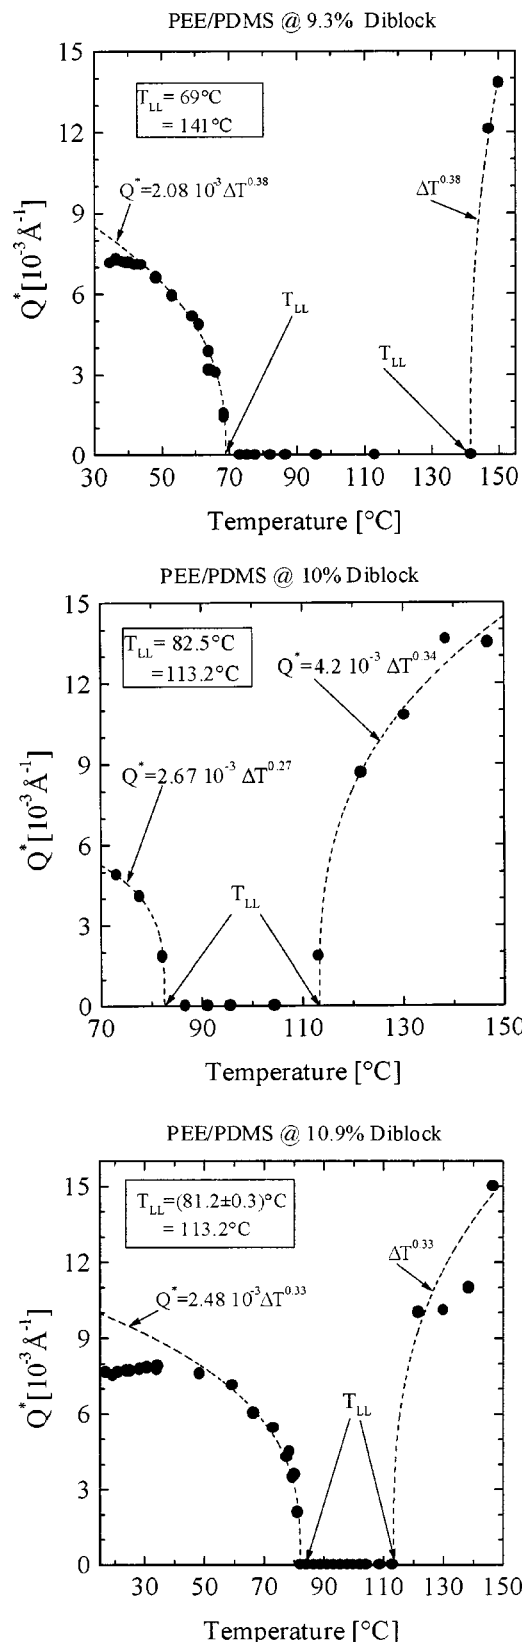 PEE/PDMS @ 9.3% Diblock
15
12
9
6
3
0
Q* [10⁻³ Å⁻¹]
T_LL = 69°C
= 141°C
Q*=2.08 10⁻³ ΔT^0.38
ΔT^0.38
T_LL
T_LL
30 50 70 90 110 130 150
Temperature [°C]
PEE/PDMS @ 10% Diblock
15
12
9
6
3
0
Q* [10⁻³ Å⁻¹]
T_LL = 82.5°C
=113.2°C
Q*=4.2 10⁻³ ΔT^0.34
Q*=2.67 10⁻³ ΔT^0.27
T_LL
70 90 110 130 150
Temperature [°C]
PEE/PDMS @ 10.9% Diblock
15
12
9
6
3
0
Q* [10⁻³ Å⁻¹]
T_LL=(81.2±0.3)°C
= 113.2°C
ΔT^0.33
Q*=2.48 10⁻³ΔT^0.33
T_LL
30 50 70 90 110 130 150
Temperature [°C]